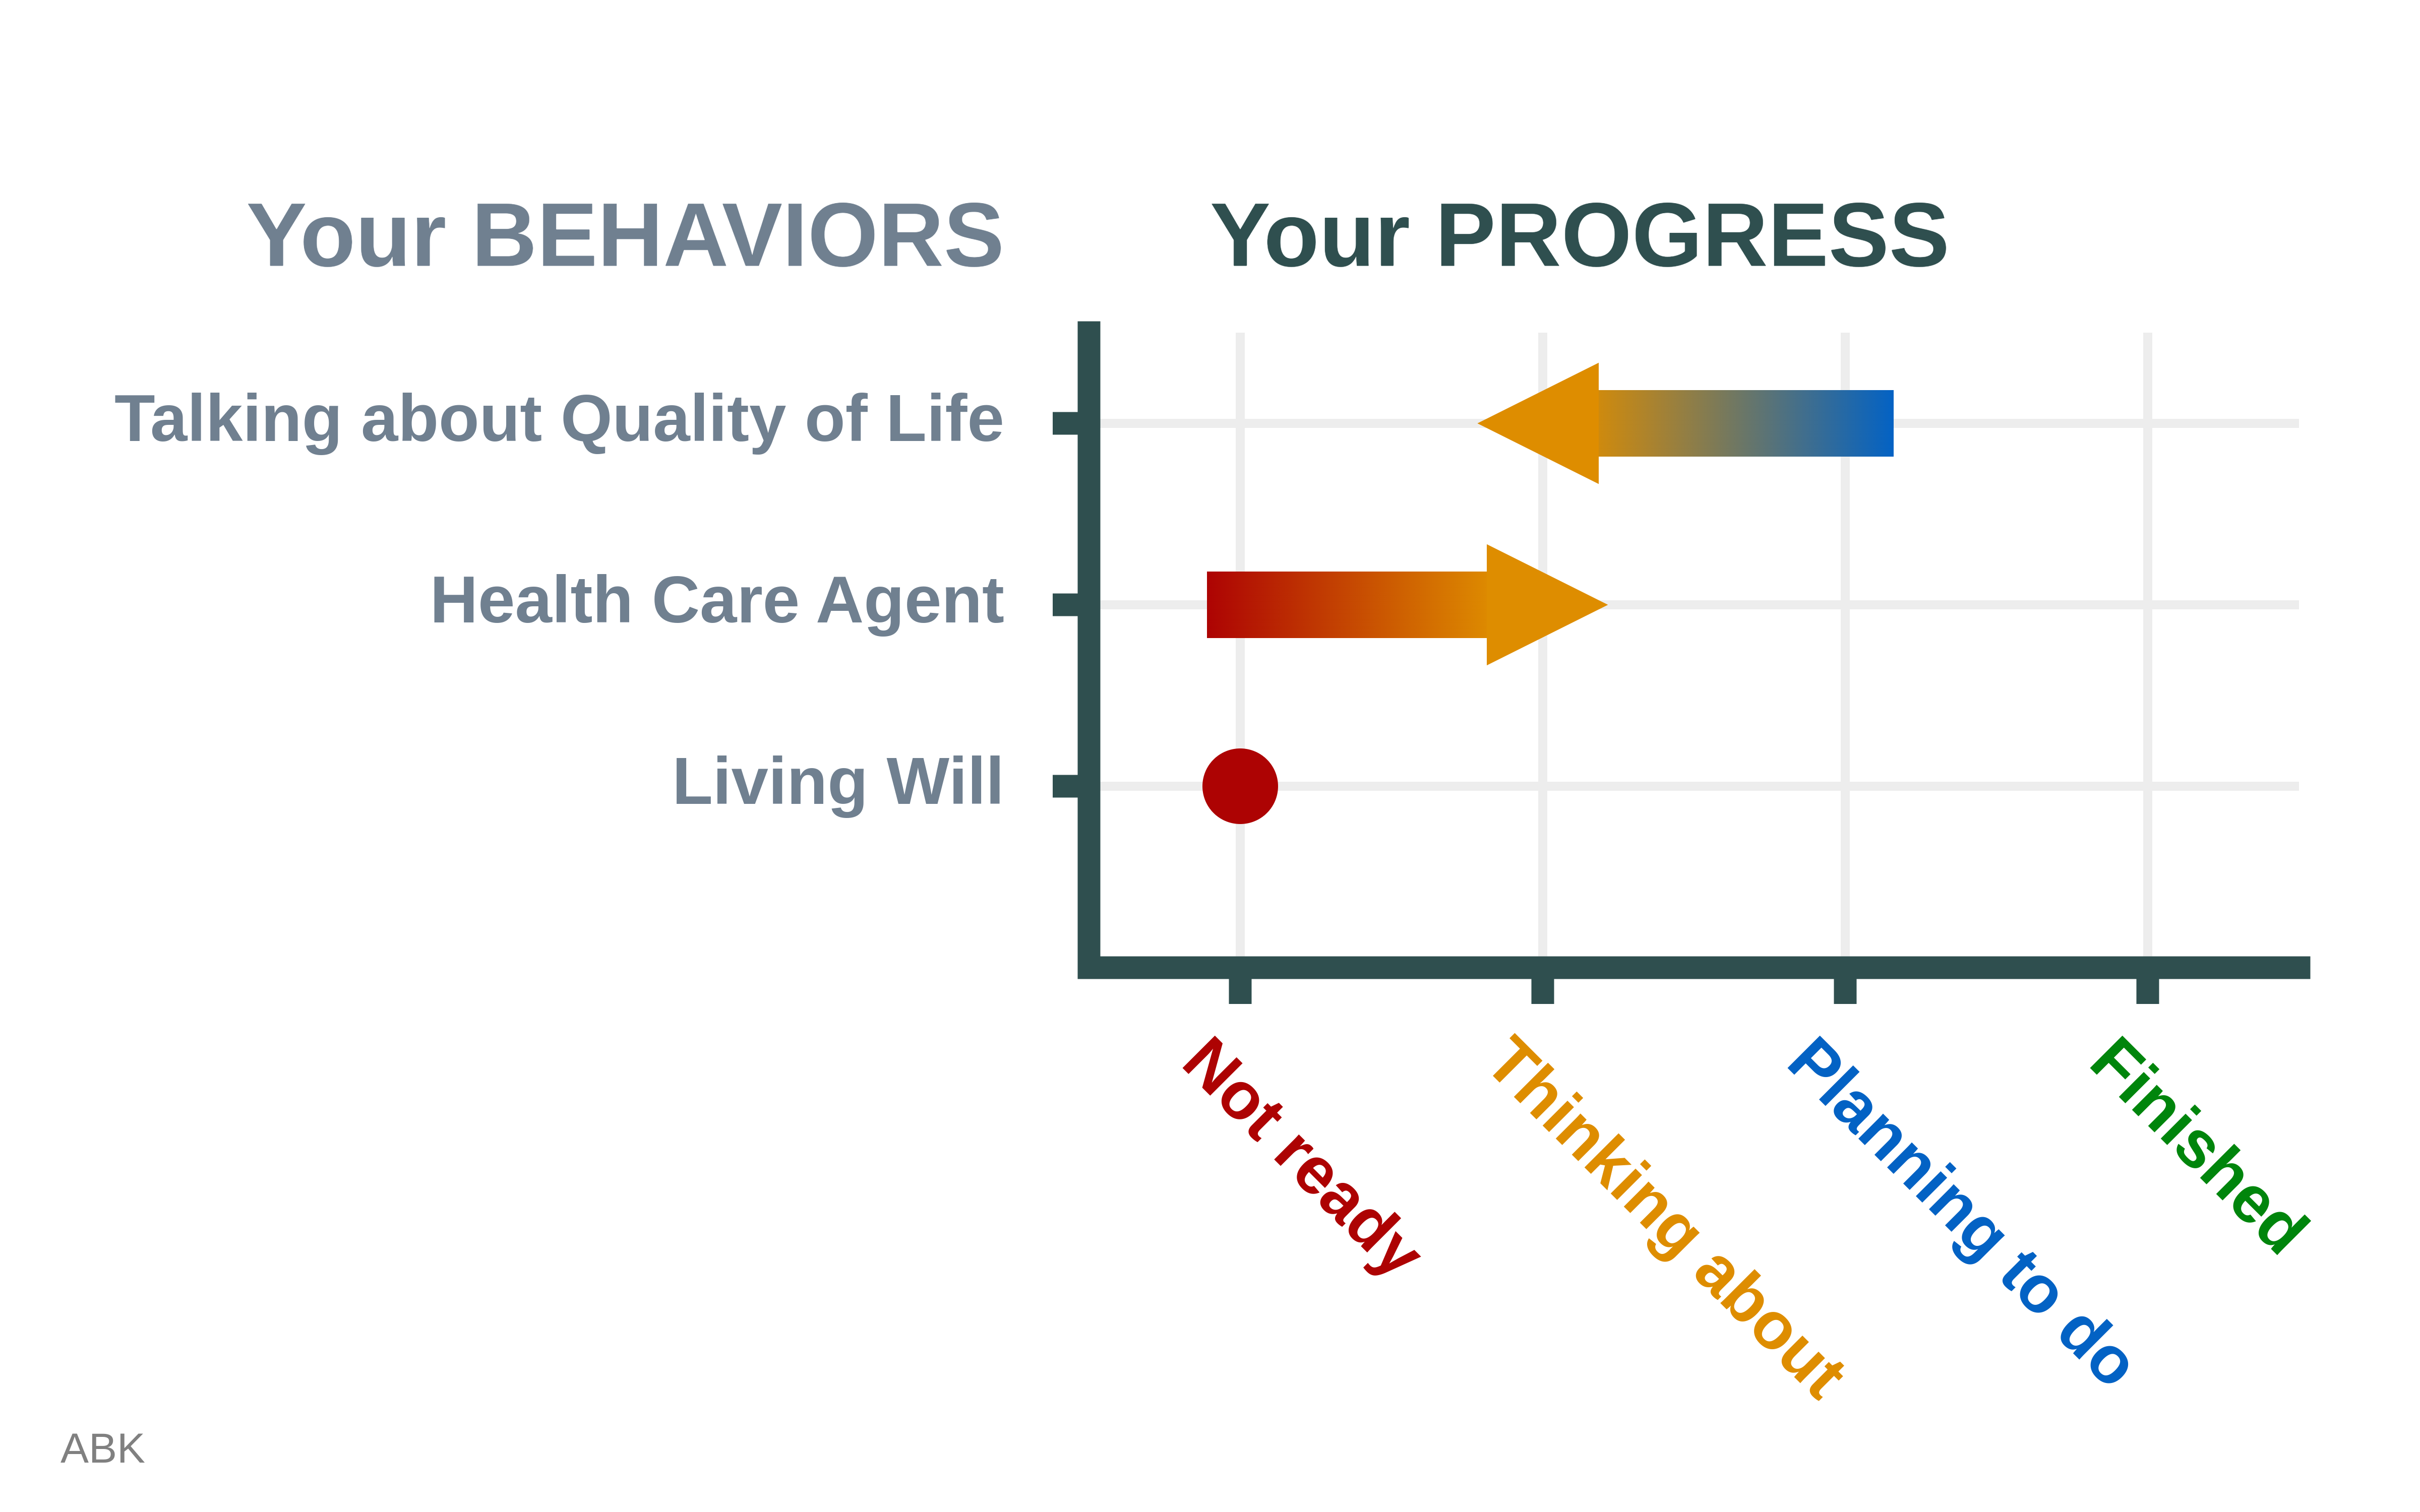 Your BEHAVIORS
Your PROGRESS
Talking about Quality of Life
Health Care Agent
Living Will
Not ready
Thinking about
Planning to do
Finished
ABK